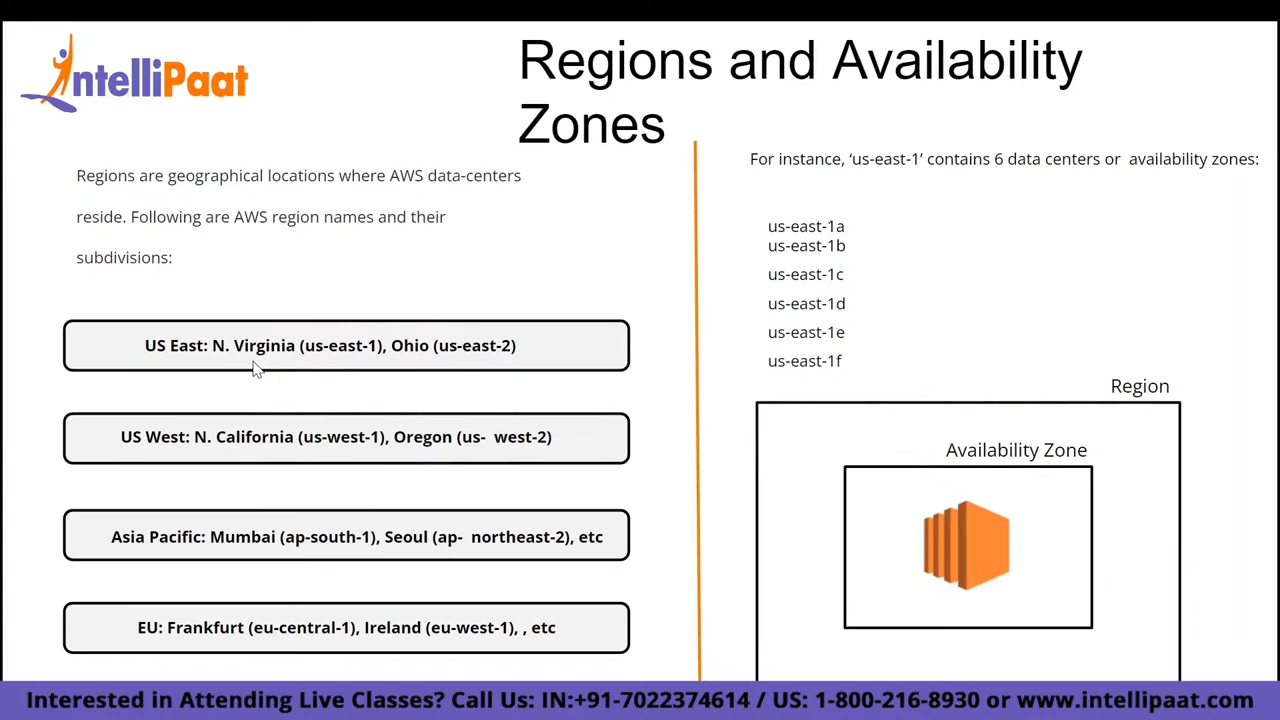 IntelliPaat
Regions and Availability
Zones
Regions are geographical locations where AWS data-centers
reside. Following are AWS region names and their
subdivisions:
US East: N. Virginia (us-east-1), Ohio (us-east-2)
US West: N. California (us-west-1), Oregon (us- west-2)
Asia Pacific: Mumbai (ap-south-1), Seoul (ap- northeast-2), etc
EU: Frankfurt (eu-central-1), Ireland (eu-west-1), , etc
For instance, ‘us-east-1’ contains 6 data centers or availability zones:
us-east-1a
us-east-1b
us-east-1c
us-east-1d
us-east-1e
us-east-1f
Region
Availability Zone
Interested in Attending Live Classes? Call Us: IN:+91-7022374614 / US: 1-800-216-8930 or www.intellipaat.com